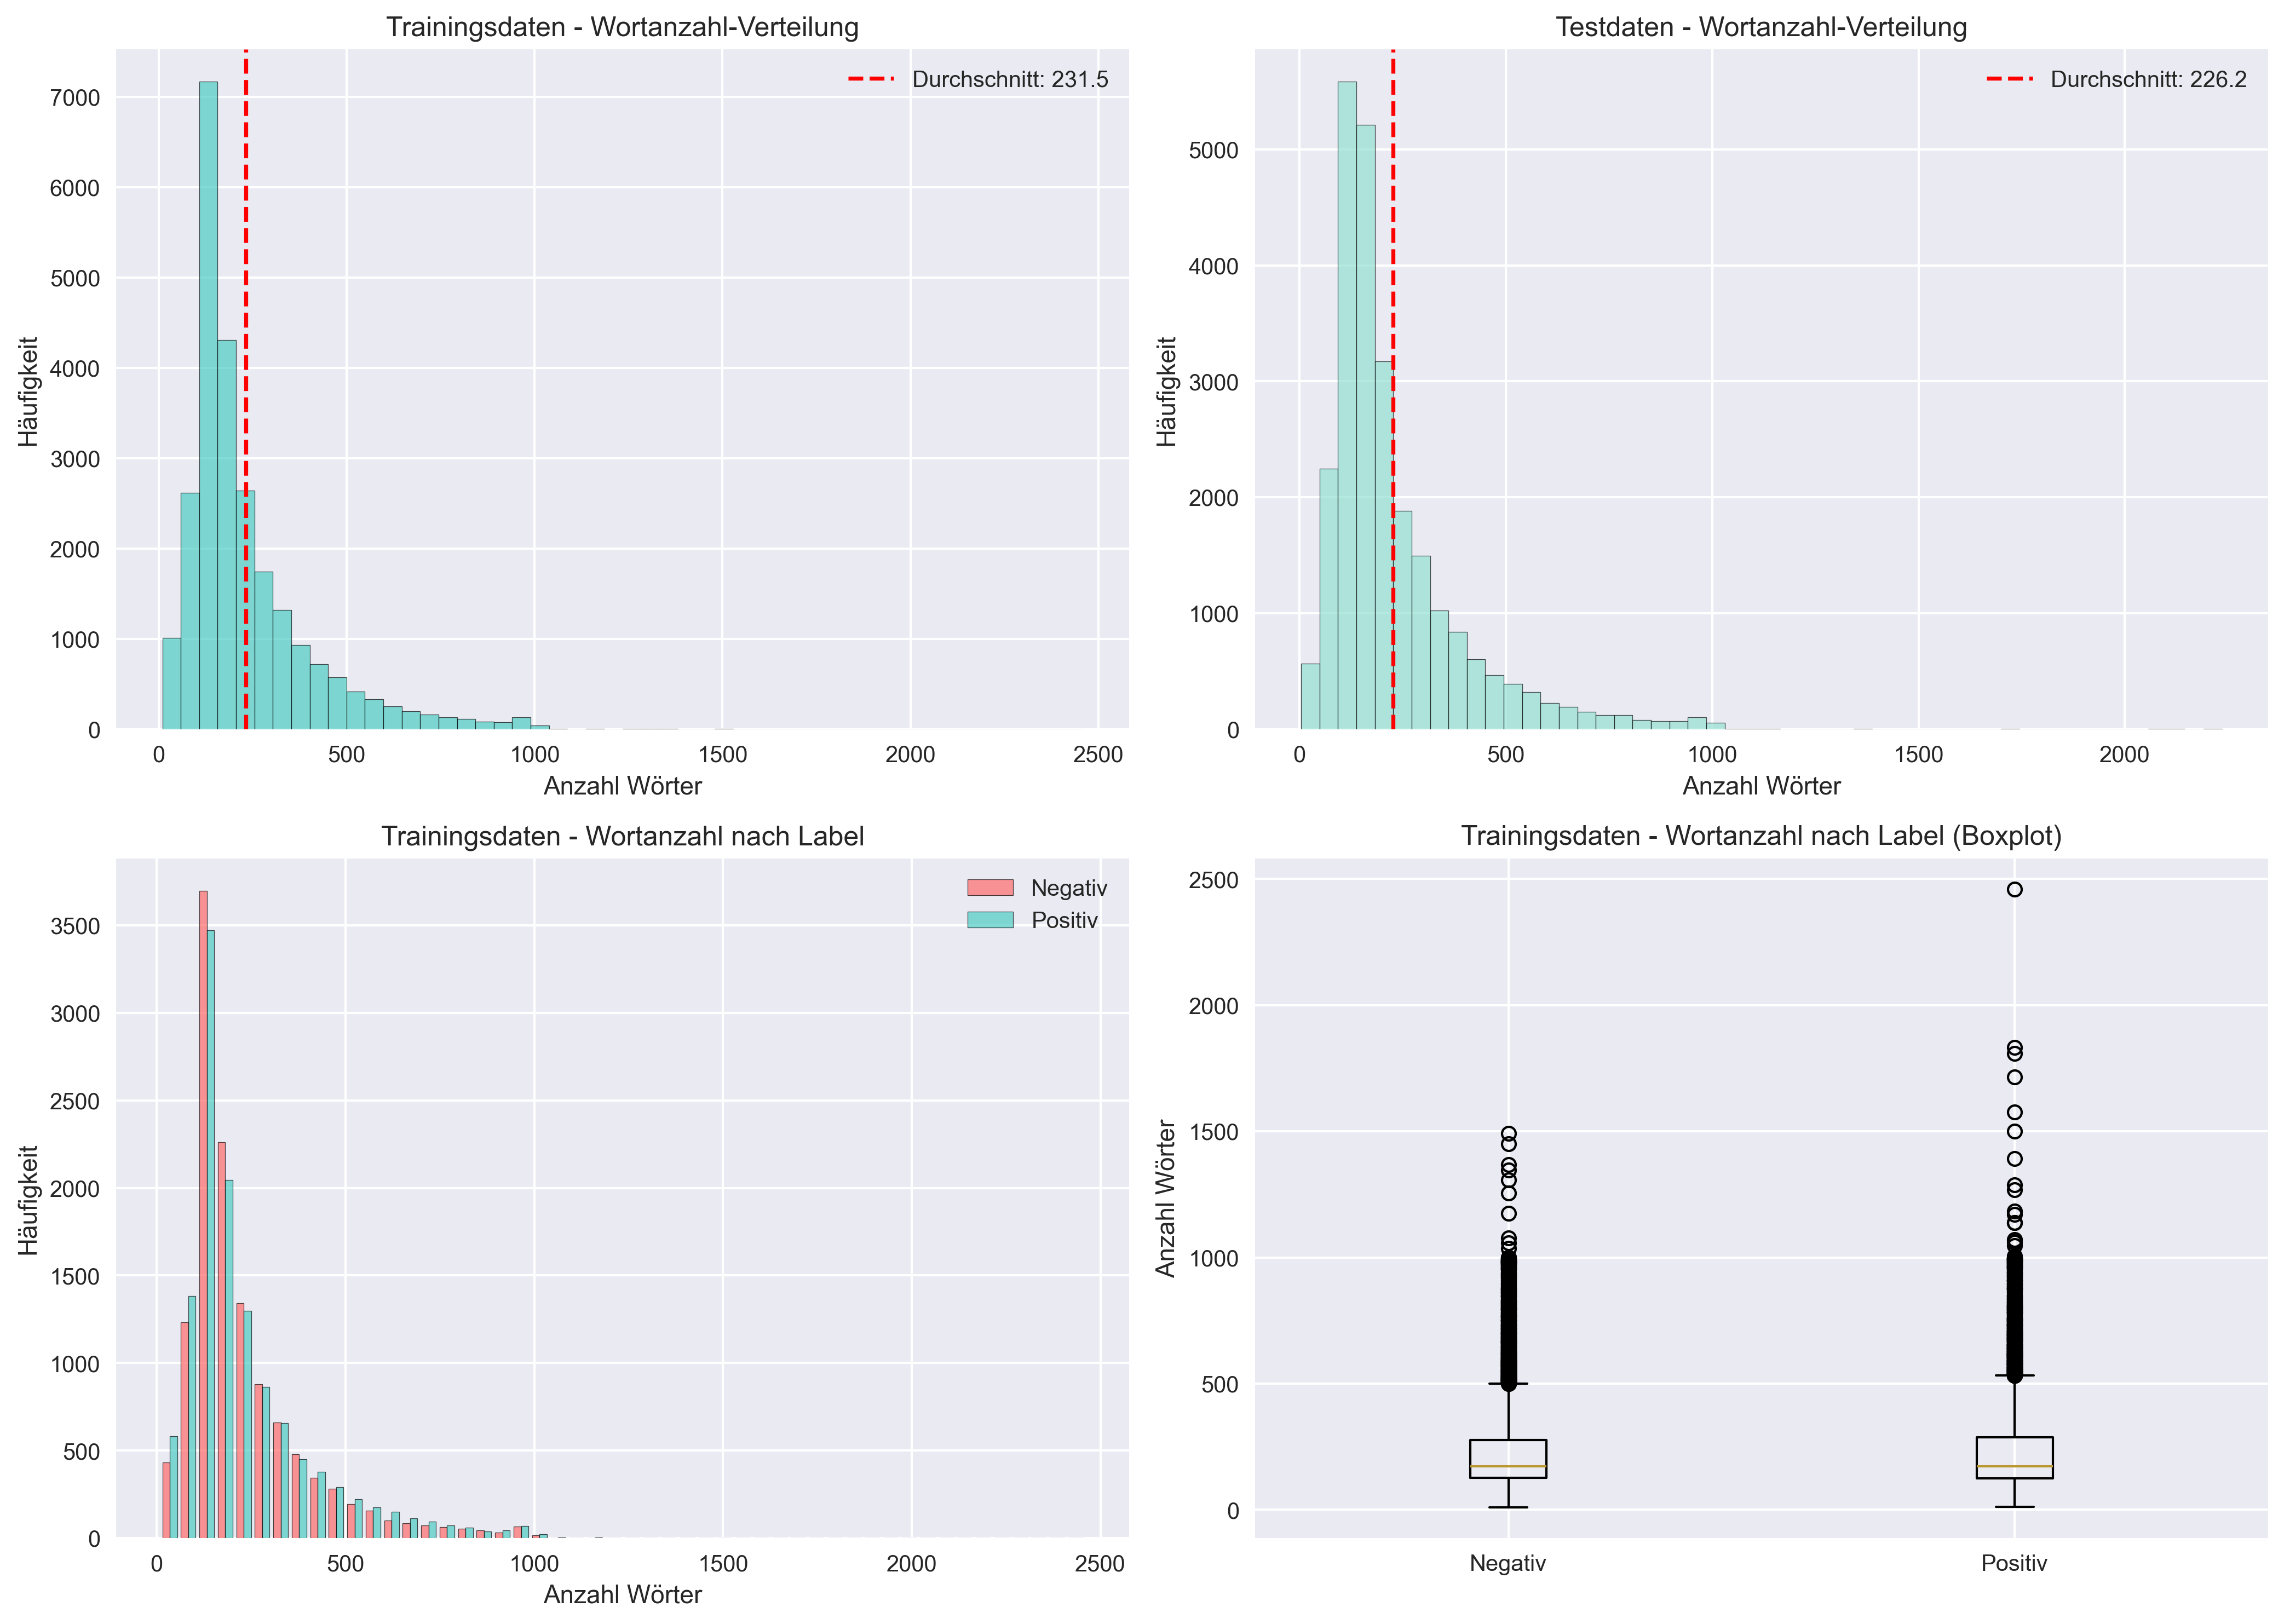 Trainingsdaten - Wortanzahl-Verteilung
Durchschnitt: 231.5
7000
6000
5000
4000
3000
2000
1000
0
Häufigkeit
0 500 1000 1500 2000 2500
Anzahl Wörter
Testdaten - Wortanzahl-Verteilung
Durchschnitt: 226.2
5000
4000
3000
2000
1000
0
Häufigkeit
0 500 1000 1500 2000
Anzahl Wörter
Trainingsdaten - Wortanzahl nach Label
Negativ
Positiv
3500
3000
2500
2000
1500
1000
500
0
Häufigkeit
0 500 1000 1500 2000 2500
Anzahl Wörter
Trainingsdaten - Wortanzahl nach Label (Boxplot)
2500
2000
1500
1000
500
0
Anzahl Wörter
Negativ Positiv